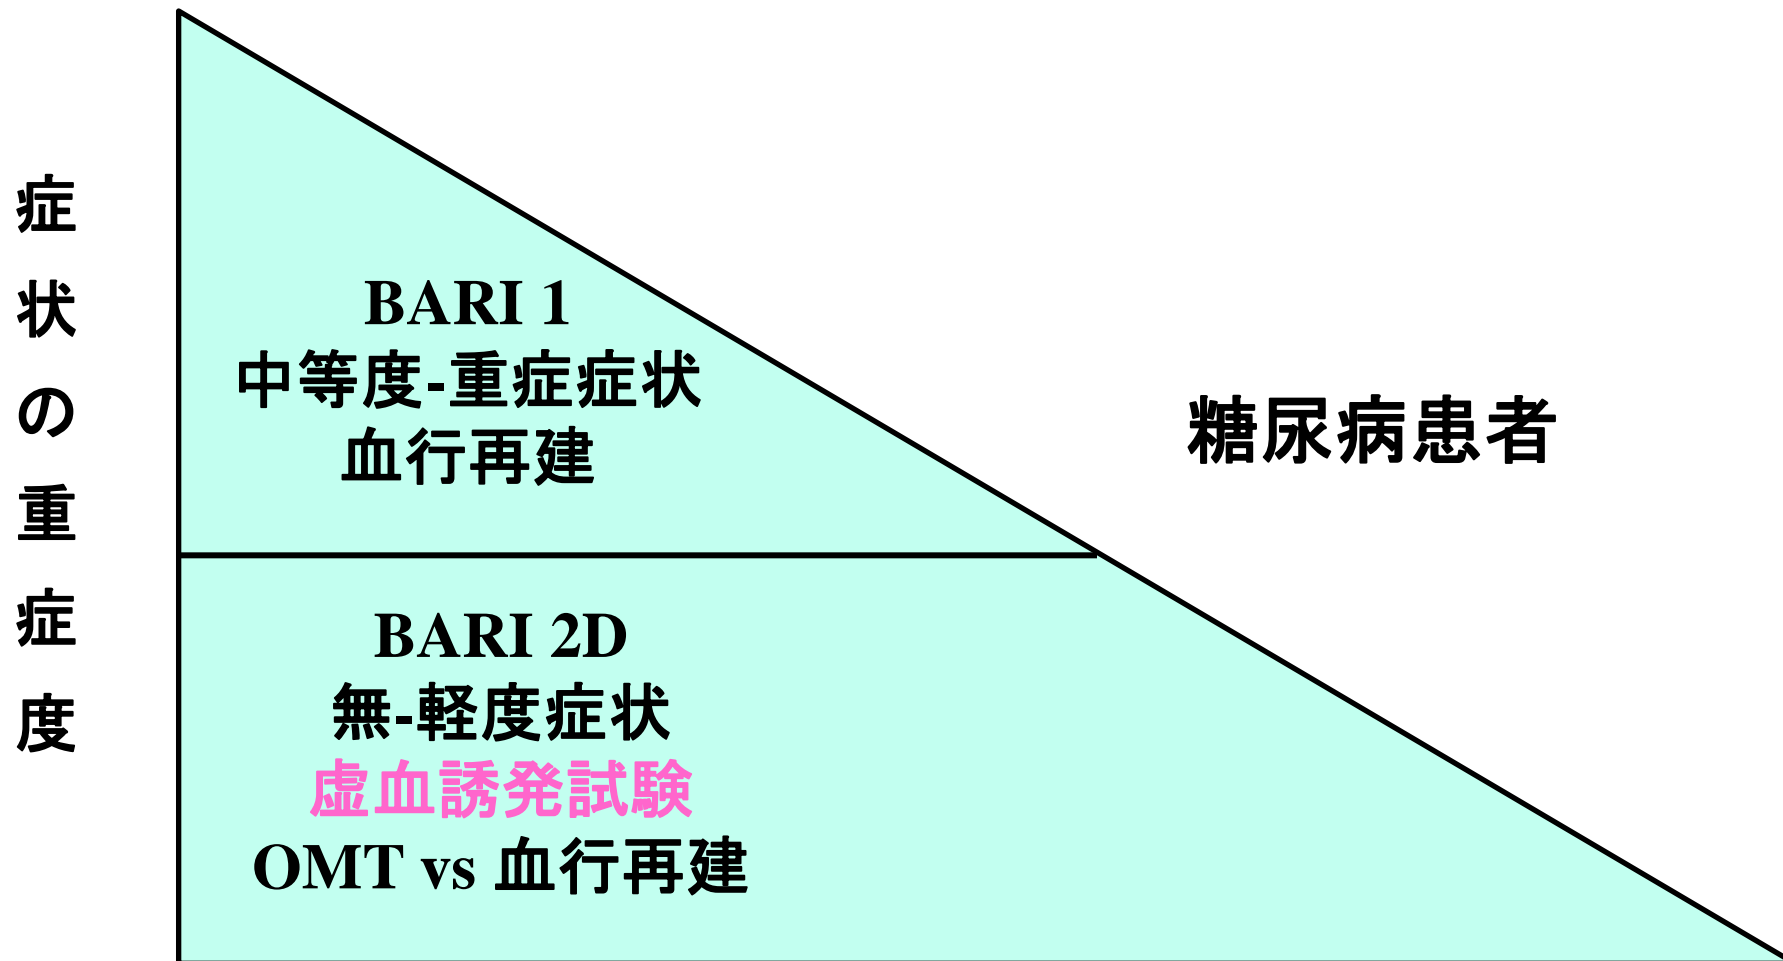 症状の重症度
BARI 1
中等度-重症症状
血行再建
糖尿病患者
BARI 2D
無-軽度症状
虚血誘発試験
OMT vs 血行再建